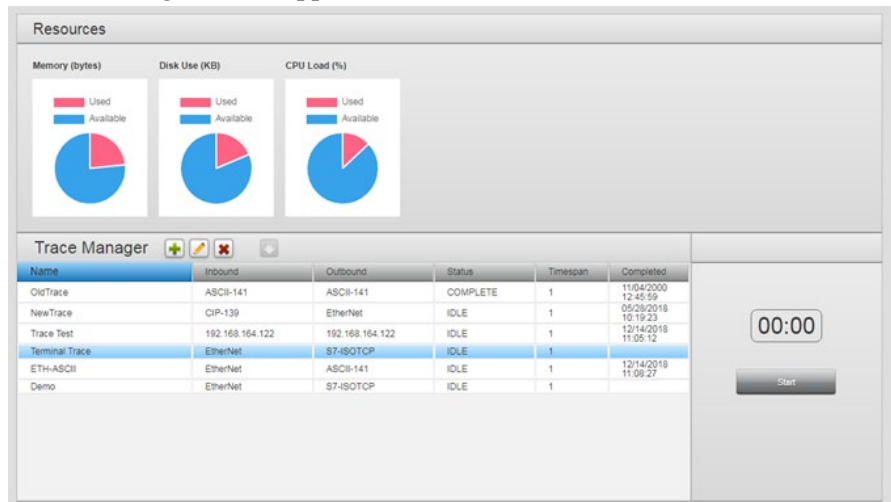 Resources
Memory (bytes) Disk Use (KB) CPU Load (%)
Used Used Used
Available Available Available
Trace Manager
Name Inbound Outbound Status Timespan Completed
OldTrace ASCII-141 ASCII-141 COMPLETE 1 11/04/2000 12:45:59
NewTrace CIP-139 EtherNet IDLE 1 05/28/2018 10:19:23
Trace Test 192.168.164.122 192.168.164.122 IDLE 1 12/14/2018 11:05:12
Terminal Trace EtherNet S7-ISOTCP IDLE 1
ETH-ASCII EtherNet ASCII-141 IDLE 1 12/14/2018 11:08:27
Demo EtherNet S7-ISOTCP IDLE 1
00:00
Start